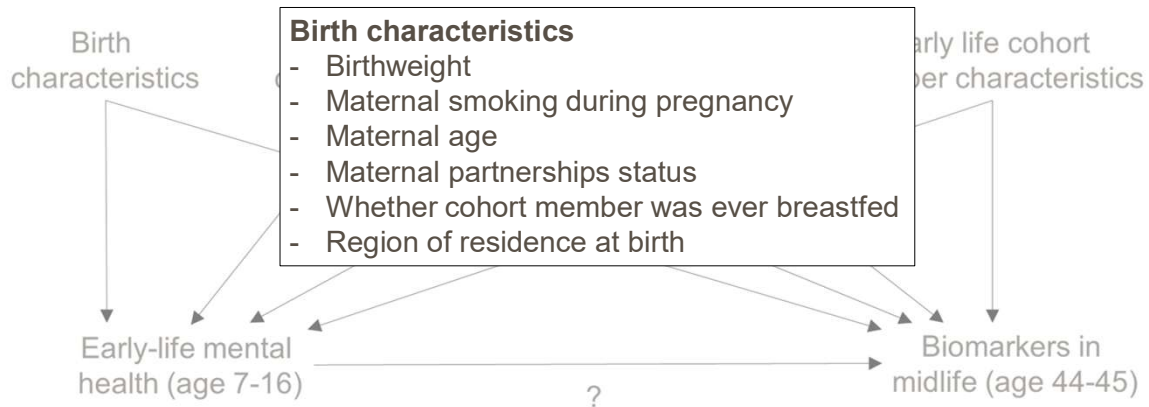 Birth
characteristics
Birth characteristics
- Birthweight
- Maternal smoking during pregnancy
- Maternal age
- Maternal partnerships status
- Whether cohort member was ever breastfed
- Region of residence at birth
life cohort
characteristics
Early-life mental
health (age 7-16)
?
Biomarkers in
midlife (age 44-45)